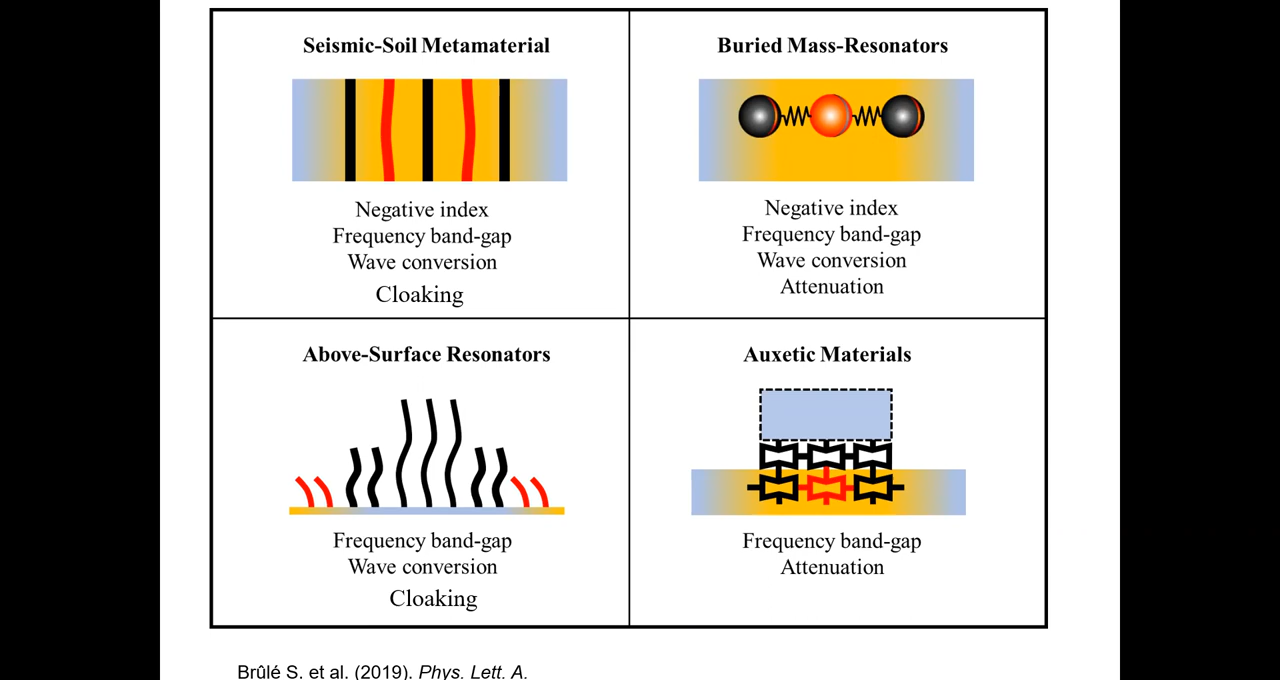 Seismic-Soil Metamaterial
Negative index
Frequency band-gap
Wave conversion
Cloaking
Buried Mass-Resonators
Negative index
Frequency band-gap
Wave conversion
Attenuation
Above-Surface Resonators
Frequency band-gap
Wave conversion
Cloaking
Auxetic Materials
Frequency band-gap
Attenuation
Brûlé S. et al. (2019). Phys. Lett. A.